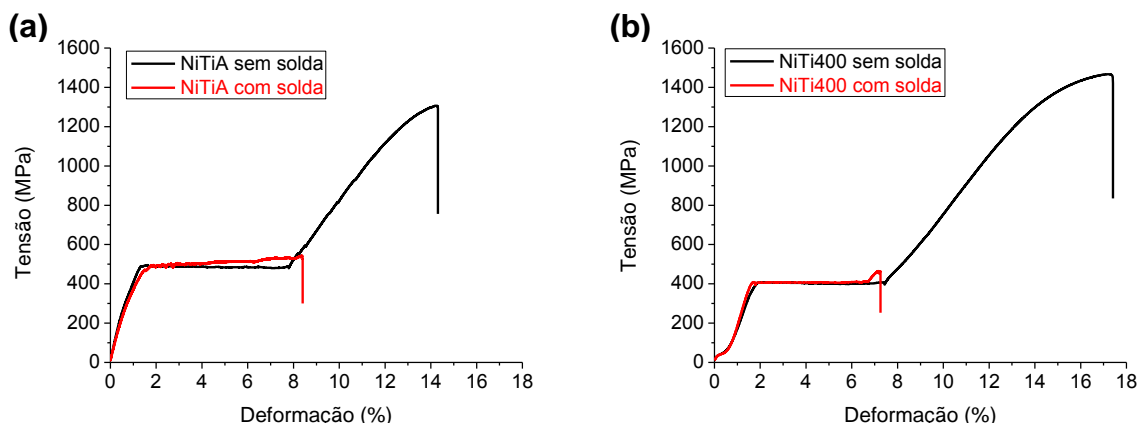 (a)
1600
1400
1200
1000
800
600
400
200
0
Tensão (MPa)
NiTiA sem solda
NiTiA com solda
0 2 4 6 8 10 12 14 16 18
Deformação (%)
(b)
1600
1400
1200
1000
800
600
400
200
0
Tensão (MPa)
NiTi400 sem solda
NiTi400 com solda
0 2 4 6 8 10 12 14 16 18
Deformação (%)